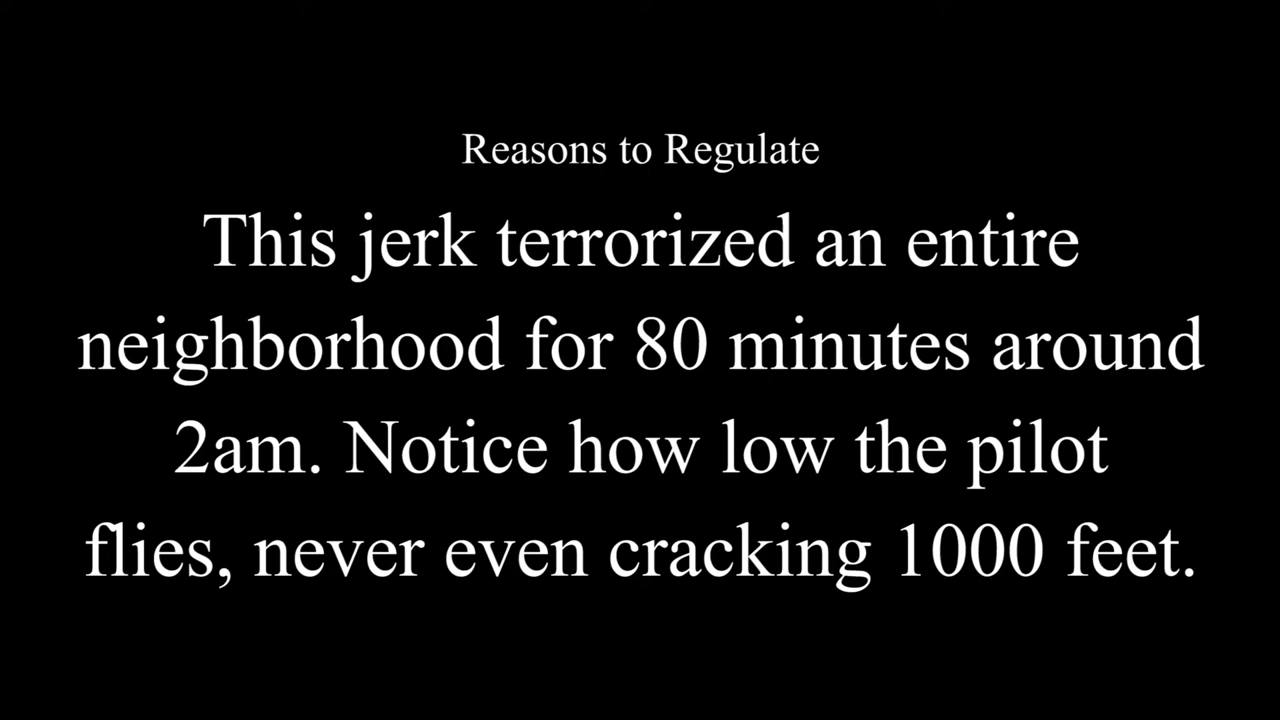 Reasons to Regulate
This jerk terrorized an entire
neighborhood for 80 minutes around
2am. Notice how low the pilot
flies, never even cracking 1000 feet.